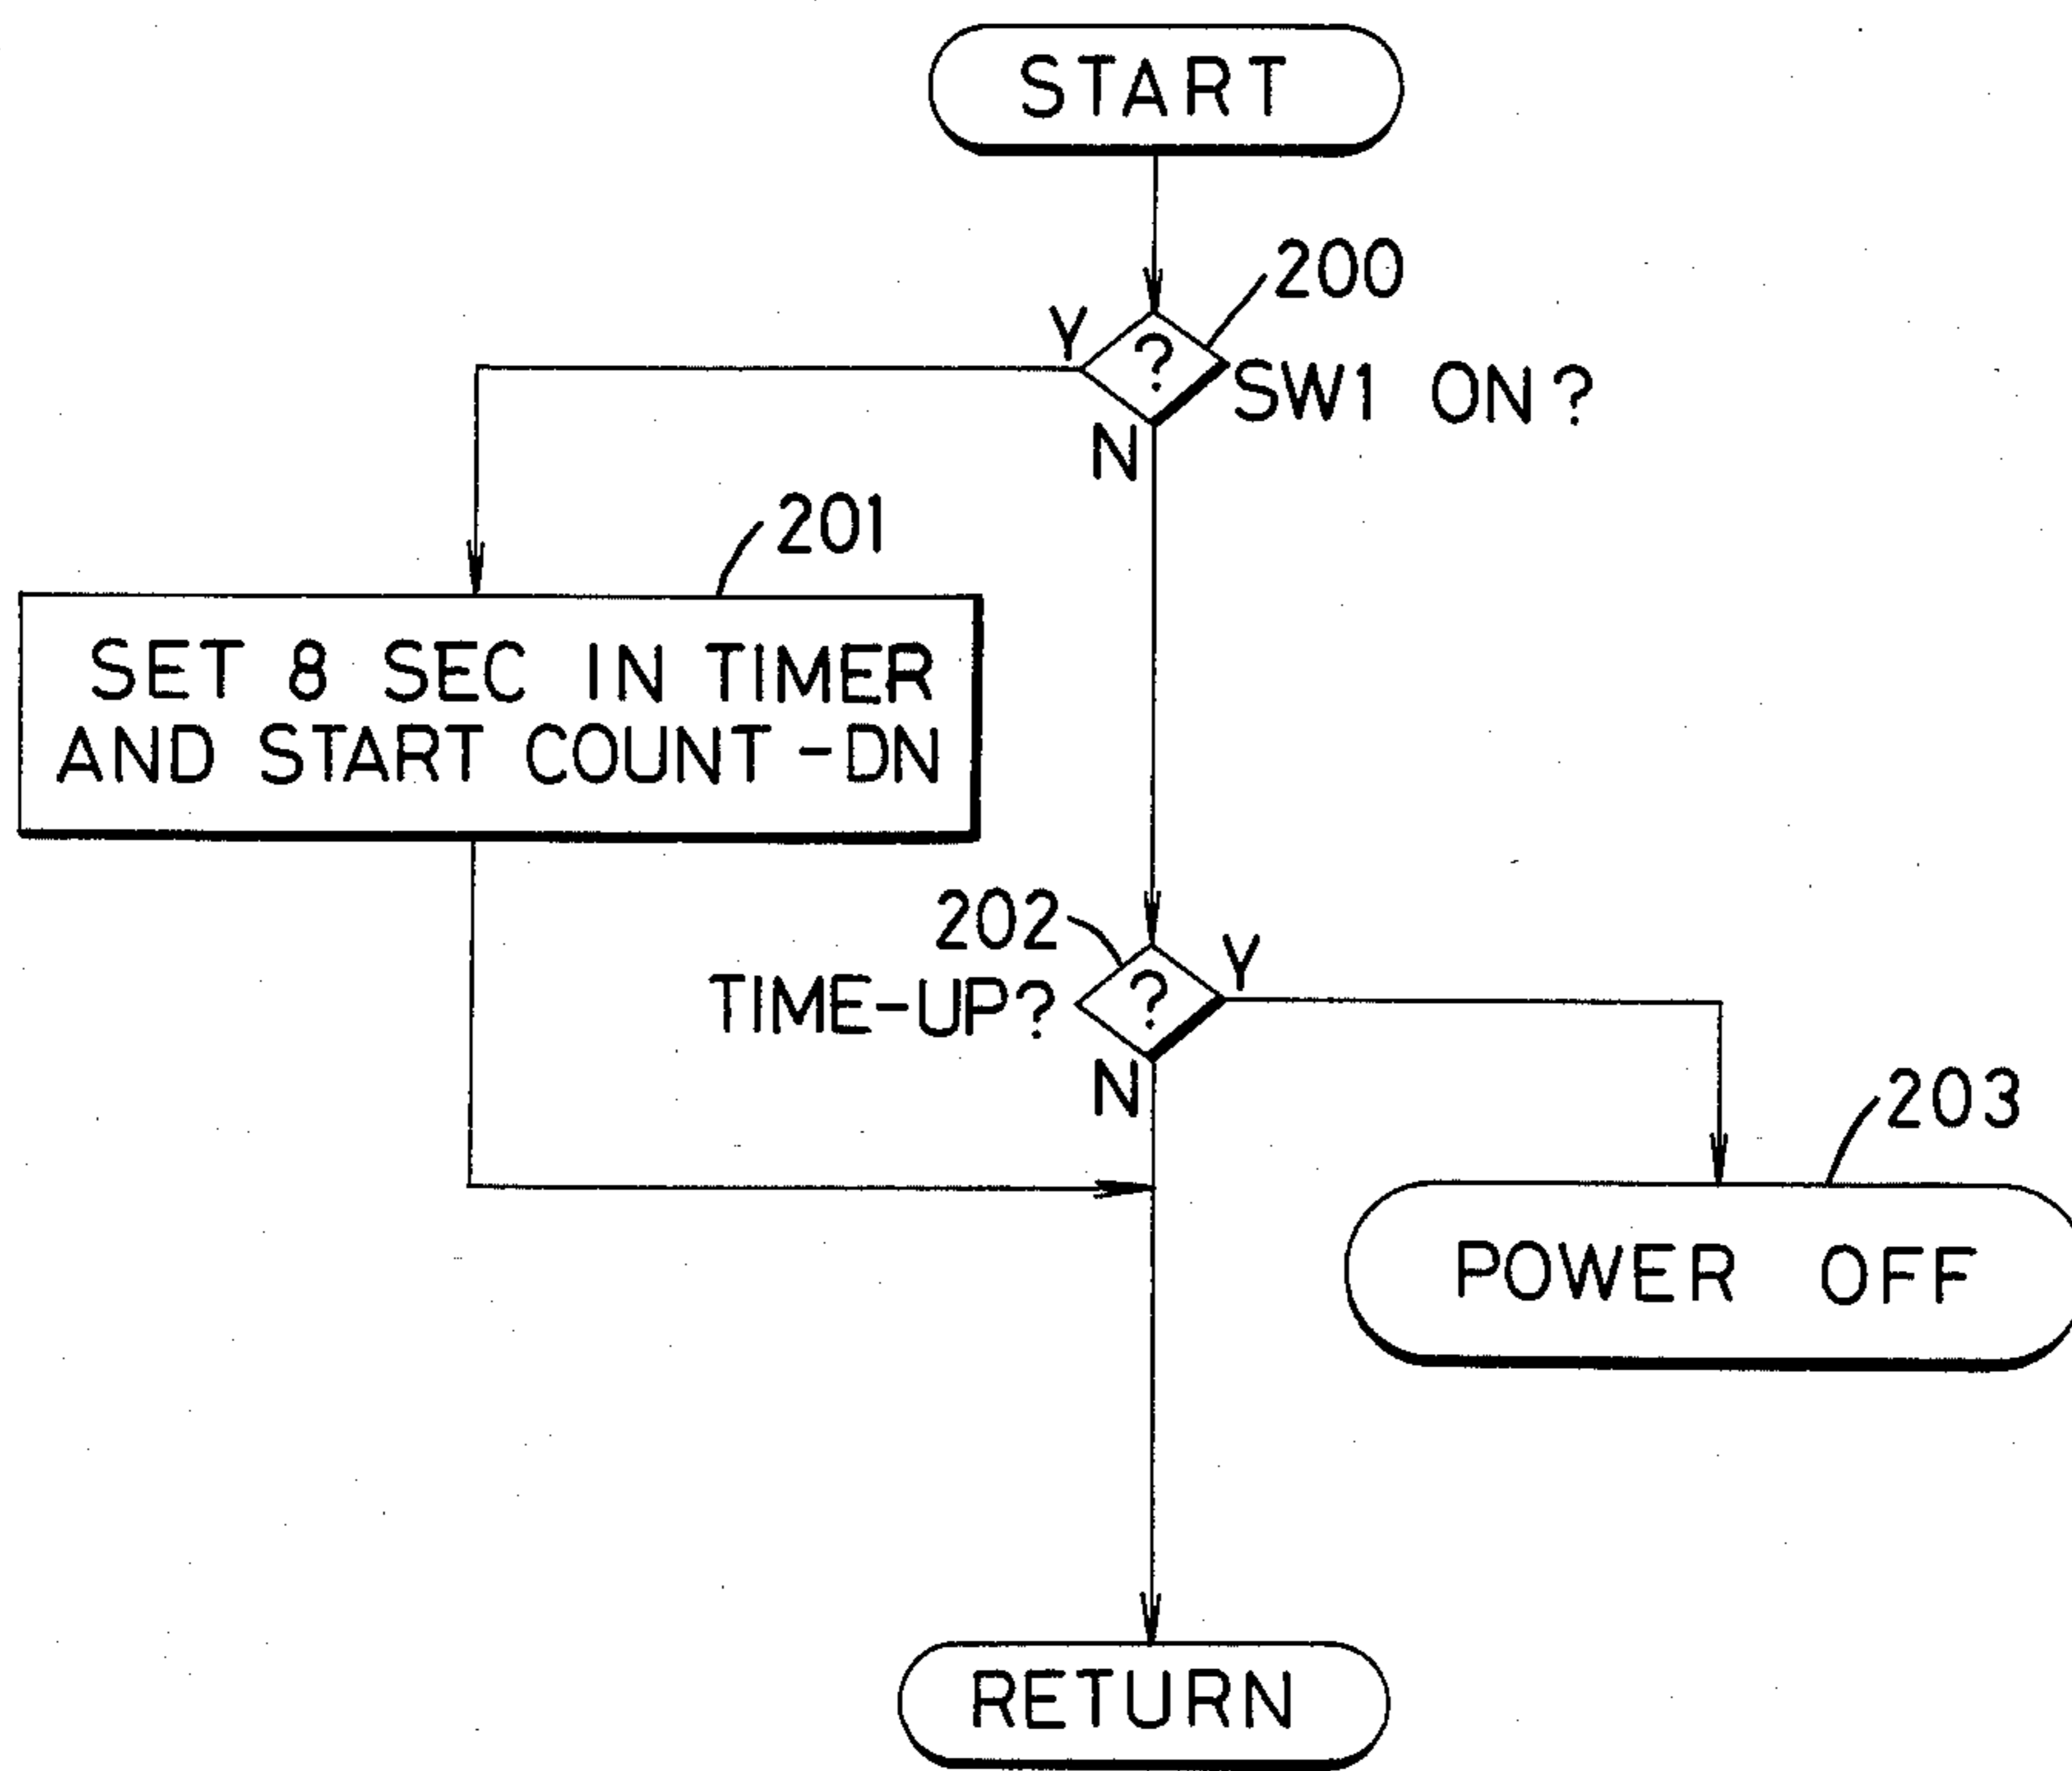 START
200
Y
?
SW1 ON?
N
201
SET 8 SEC IN TIMER
AND START COUNT-DN
202
Y
TIME-UP?
?
N
203
POWER OFF
RETURN